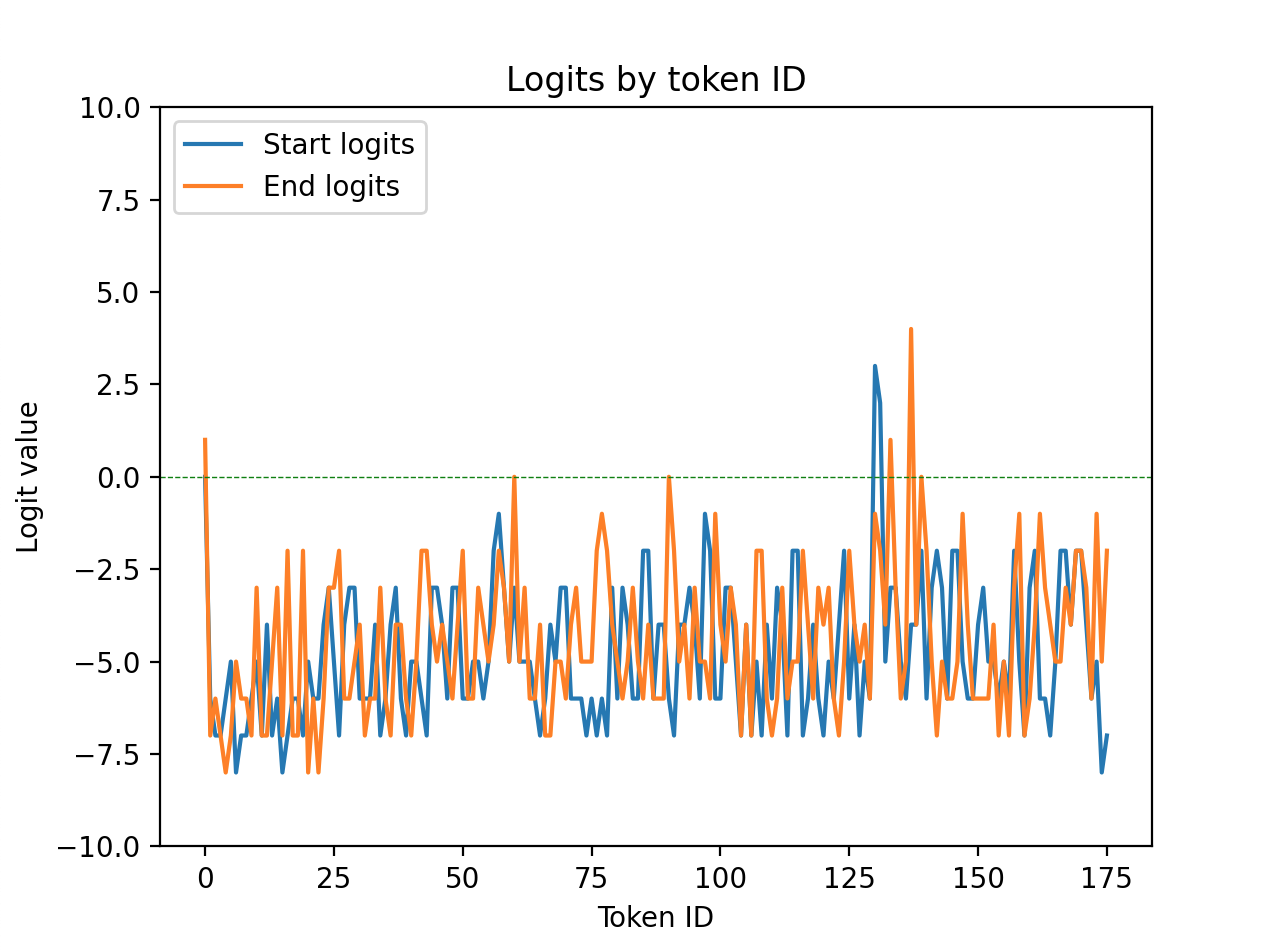 Logits by token ID
10.0
7.5
5.0
2.5
0.0
−2.5
−5.0
−7.5
−10.0
Start logits
End logits
Logit value
0 25 50 75 100 125 150 175
Token ID